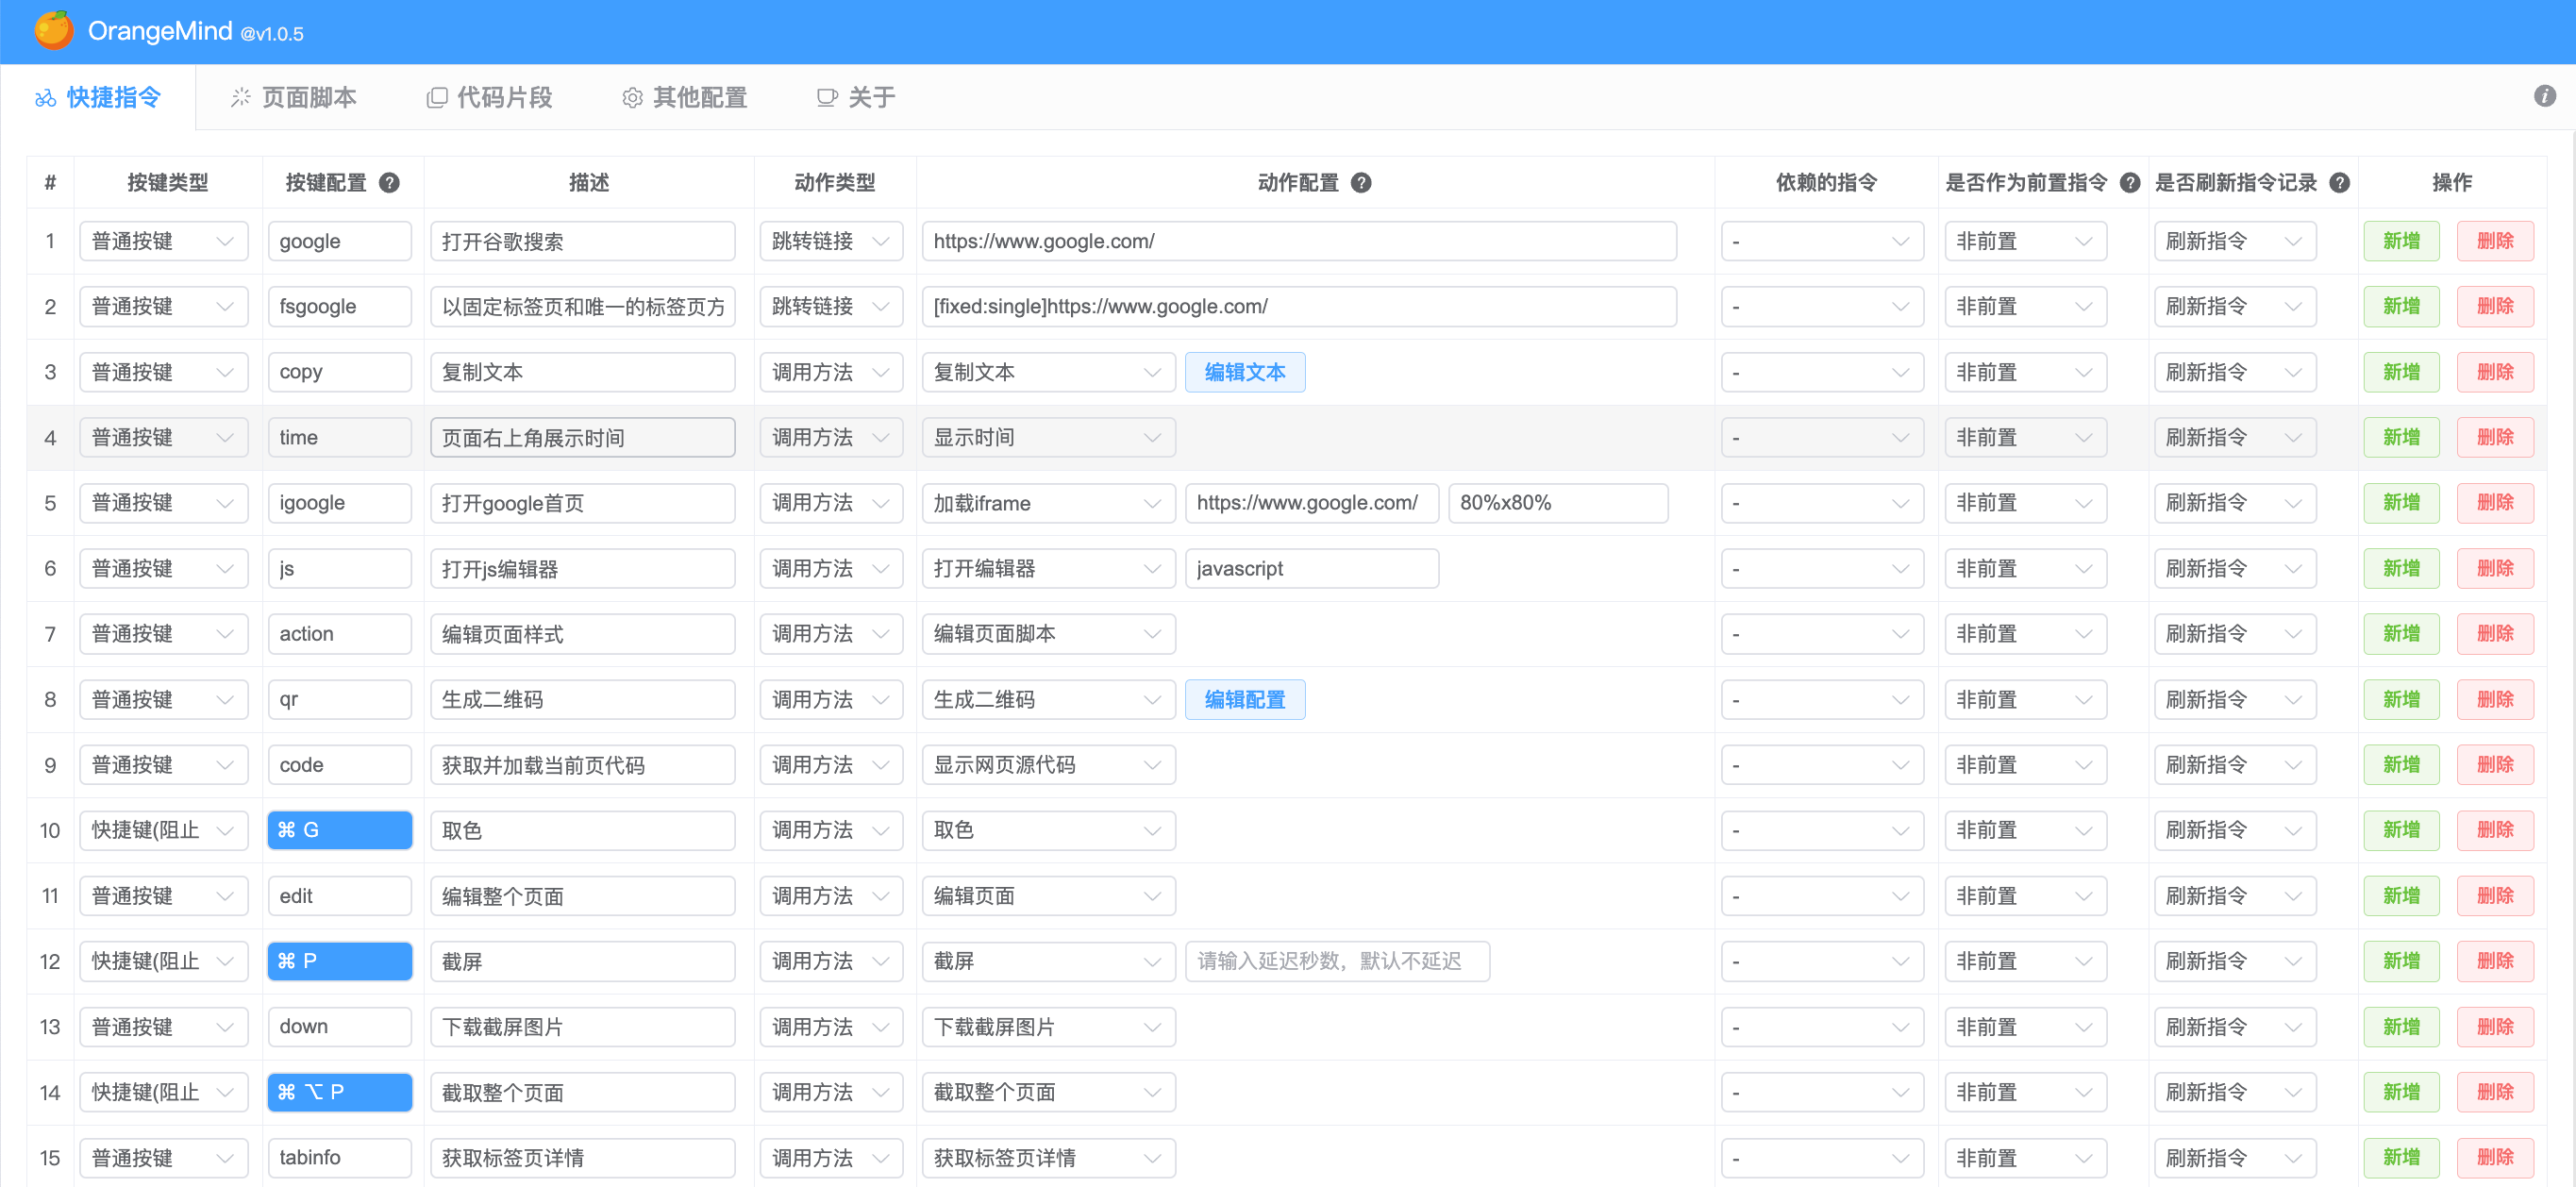 OrangeMind @v1.0.5
快捷指令 页面脚本 代码片段 其他配置 关于
# 按键类型 按键配置 描述 动作类型 动作配置 依赖的指令 是否作为前置指令 是否刷新指令记录 操作
1 普通按键 google 打开谷歌搜索 跳转链接 https://www.google.com/ - 非前置 刷新指令 新增 删除
2 普通按键 fsgoogle 以固定标签页和唯一的标签页方 跳转链接 [fixed:single]https://www.google.com/ - 非前置 刷新指令 新增 删除
3 普通按键 copy 复制文本 调用方法 复制文本 编辑文本 - 非前置 刷新指令 新增 删除
4 普通按键 time 页面右上角展示时间 调用方法 显示时间 - 非前置 刷新指令 新增 删除
5 普通按键 igoogle 打开google首页 调用方法 加载iframe https://www.google.com/ 80%x80% - 非前置 刷新指令 新增 删除
6 普通按键 js 打开js编辑器 调用方法 打开编辑器 javascript - 非前置 刷新指令 新增 删除
7 普通按键 action 编辑页面样式 调用方法 编辑页面脚本 - 非前置 刷新指令 新增 删除
8 普通按键 qr 生成二维码 调用方法 生成二维码 编辑配置 - 非前置 刷新指令 新增 删除
9 普通按键 code 获取并加载当前页代码 调用方法 显示网页源代码 - 非前置 刷新指令 新增 删除
10 快捷键(阻止 ⌘ G 取色 调用方法 取色 - 非前置 刷新指令 新增 删除
11 普通按键 edit 编辑整个页面 调用方法 编辑页面 - 非前置 刷新指令 新增 删除
12 快捷键(阻止 ⌘ P 截屏 调用方法 截屏 请输入延迟秒数，默认不延迟 - 非前置 刷新指令 新增 删除
13 普通按键 down 下载截屏图片 调用方法 下载截屏图片 - 非前置 刷新指令 新增 删除
14 快捷键(阻止 ⌘ ⌥ P 截取整个页面 调用方法 截取整个页面 - 非前置 刷新指令 新增 删除
15 普通按键 tabinfo 获取标签页详情 调用方法 获取标签页详情 - 非前置 刷新指令 新增 删除